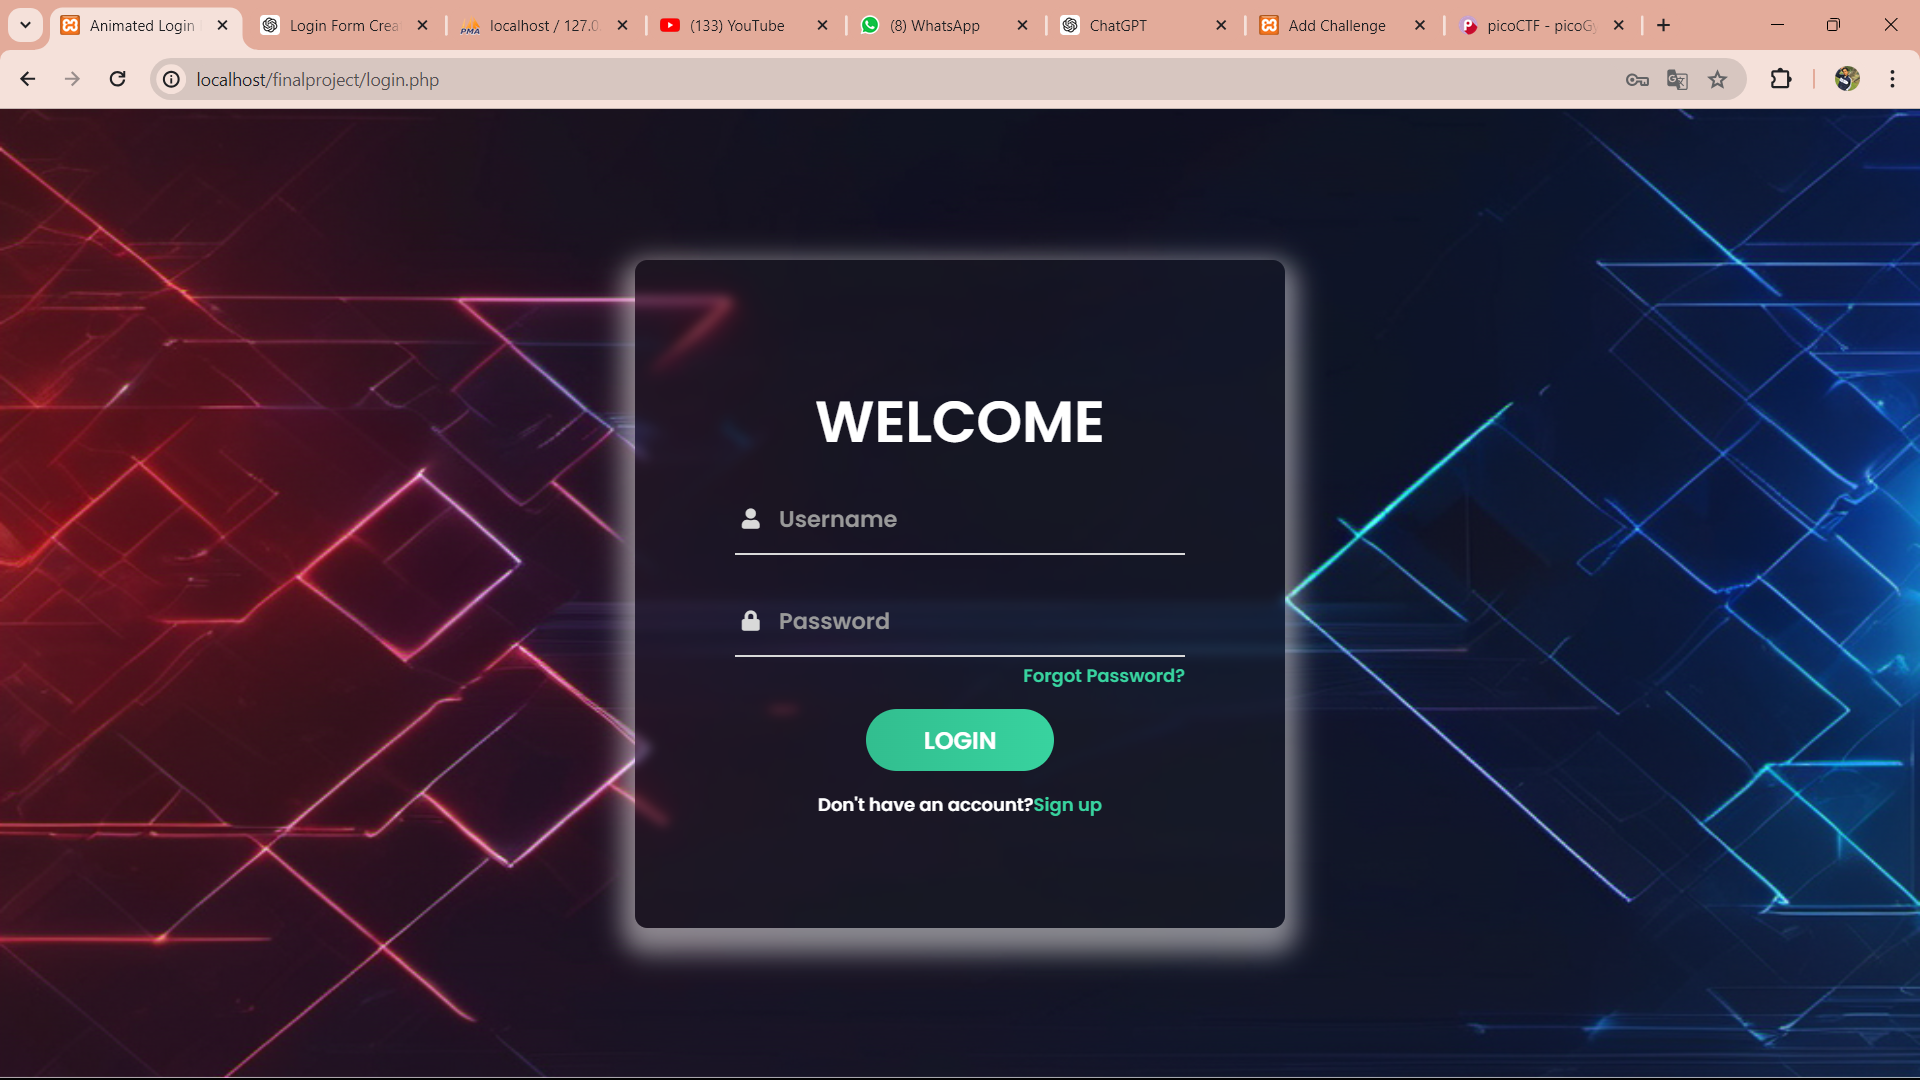 Animated Login
Login Form Crea
localhost / 127.0
(133) YouTube
(8) WhatsApp
ChatGPT
Add Challenge
picoCTF - picoGy
localhost/finalproject/login.php
WELCOME
Username
Password
Forgot Password?
LOGIN
Don't have an account?Sign up